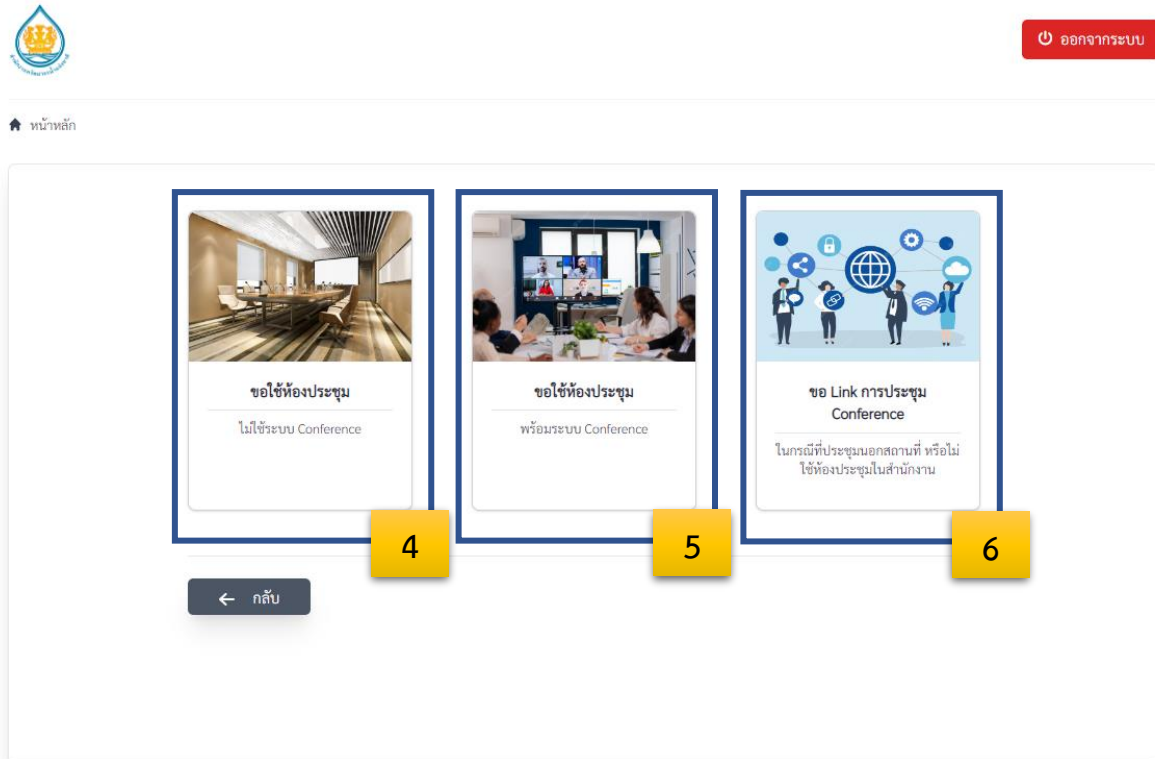 ออกจากระบบ
หน้าหลัก
ขอใช้ห้องประชุม
ไม่ใช้ระบบ Conference
4
ขอใช้ห้องประชุม
พร้อมระบบ Conference
5
ขอ Link การประชุม
Conference
ในกรณีที่ประชุมนอกสถานที่ หรือไม่
ใช้ห้องประชุมในสำนักงาน
6
กลับ